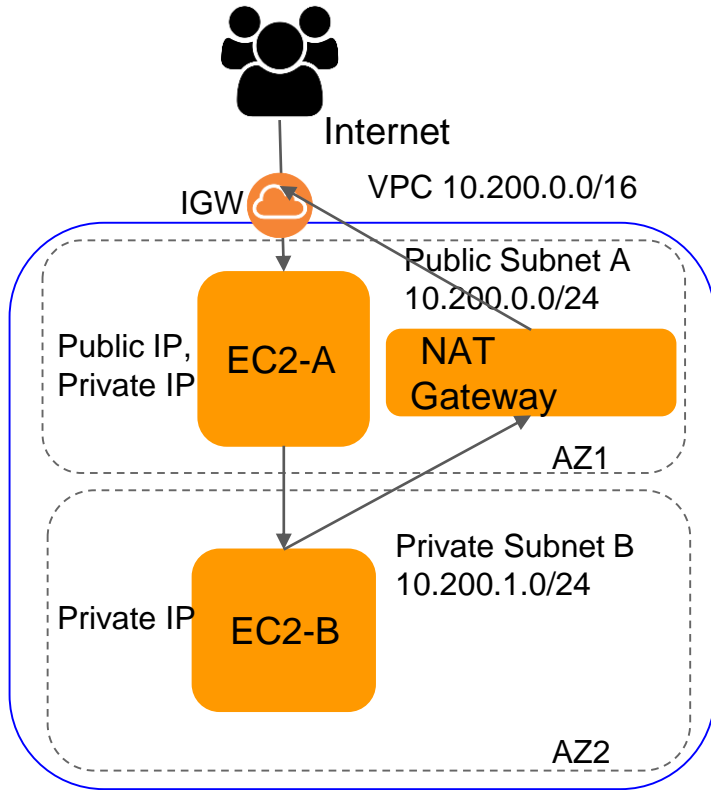 Internet
VPC 10.200.0.0/16
IGW
Public Subnet A
10.200.0.0/24
Public IP,
Private IP
EC2-A
NAT
Gateway
AZ1
Private Subnet B
10.200.1.0/24
Private IP
EC2-B
AZ2